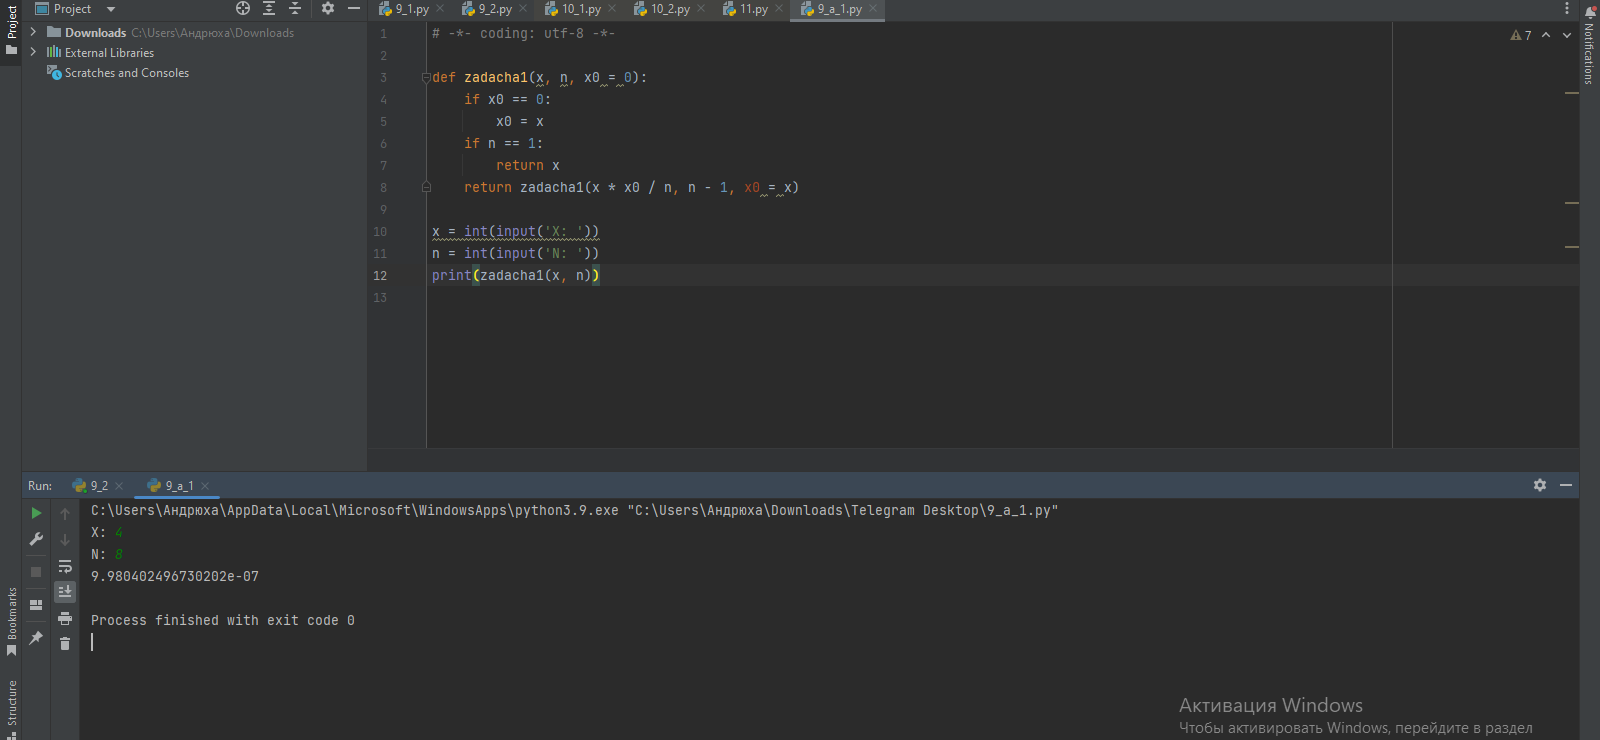 Project
Project
9_1.py
9_2.py
10_1.py
10_2.py
11.py
9_a_1.py
Notifications
Downloads C:\Users\Андрюха\Downloads
External Libraries
Scratches and Consoles
7
1 # -*- coding: utf-8 -*-
2
3 def zadacha1(x, n, x0 = 0):
4 if x0 == 0:
5 x0 = x
6 if n == 1:
7 return x
8 return zadacha1(x * x0 / n, n - 1, x0 = x)
9
10 x = int(input('X: '))
11 n = int(input('N: '))
12 print(zadacha1(x, n))
13
Run: 9_2 9_a_1
C:\Users\Андрюха\AppData\Local\Microsoft\WindowsApps\python3.9.exe "C:\Users\Андрюха\Downloads\Telegram Desktop\9_a_1.py"
X: 4
N: 8
9.980402496730202e-07
Process finished with exit code 0
Bookmarks
Structure
Активация Windows
Чтобы активировать Windows, перейдите в раздел